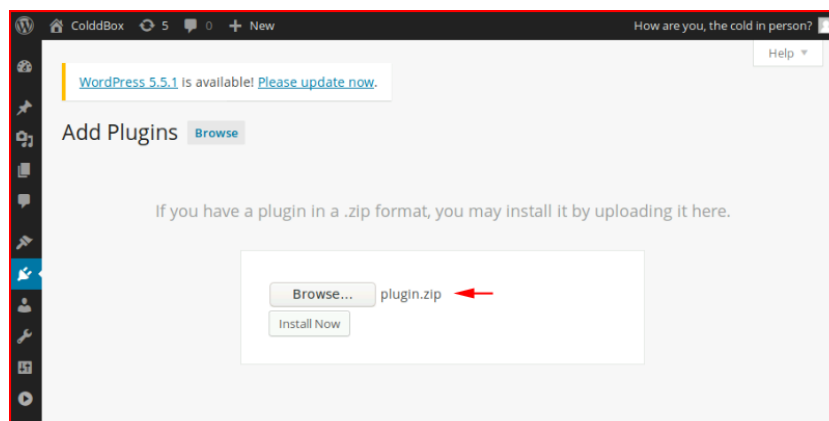 ColddBox 5 0 New How are you, the cold in person?
Help
WordPress 5.5.1 is available! Please update now.
Add Plugins Browse
If you have a plugin in a .zip format, you may install it by uploading it here.
Browse... plugin.zip
Install Now